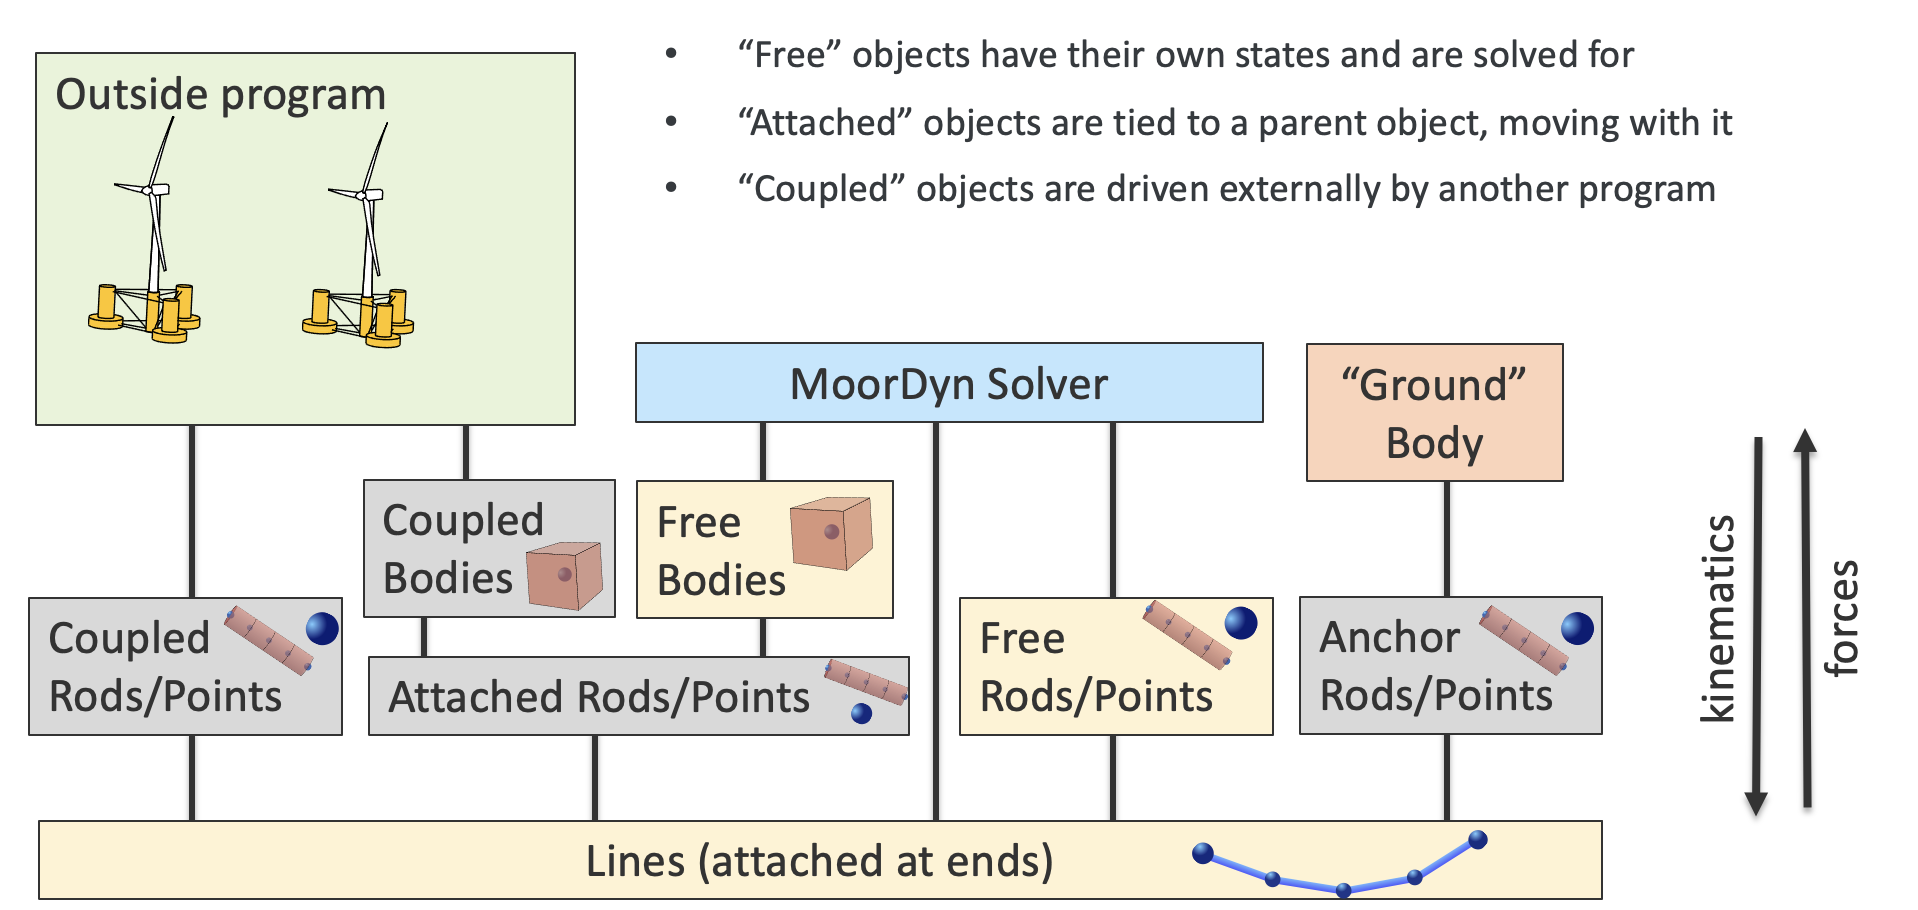 Outside program
• “Free” objects have their own states and are solved for
• “Attached” objects are tied to a parent object, moving with it
• “Coupled” objects are driven externally by another program
MoorDyn Solver
“Ground”
Body
Coupled
Bodies
Free
Bodies
Coupled
Rods/Points
Attached Rods/Points
Free
Rods/Points
Anchor
Rods/Points
kinematics
forces
Lines (attached at ends)